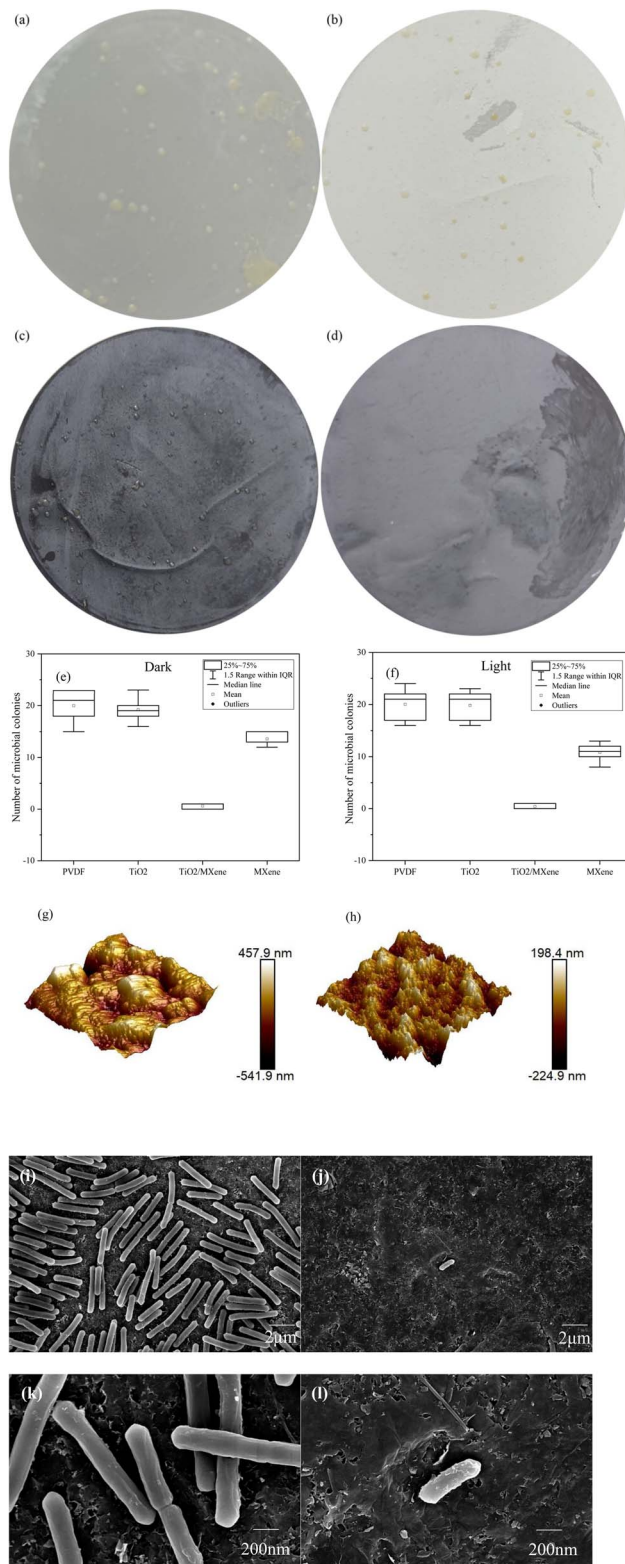 (a)
(b)
(c)
(d)
(e)
Dark
25%~75%
1.5 Range within IQR
Median line
Mean
Outliers
Number of microbial colonies
30
20
10
0
-10
PVDF
TiO2
TiO2/MXene
MXene
(f)
Light
25%~75%
1.5 Range within IQR
Median line
Mean
Outliers
Number of microbial colonies
30
20
10
0
-10
PVDF
TiO2
TiO2/MXene
MXene
(g)
457.9 nm
-541.9 nm
(h)
198.4 nm
-224.9 nm
(i)
2μm
(j)
2μm
(k)
200nm
(l)
200nm